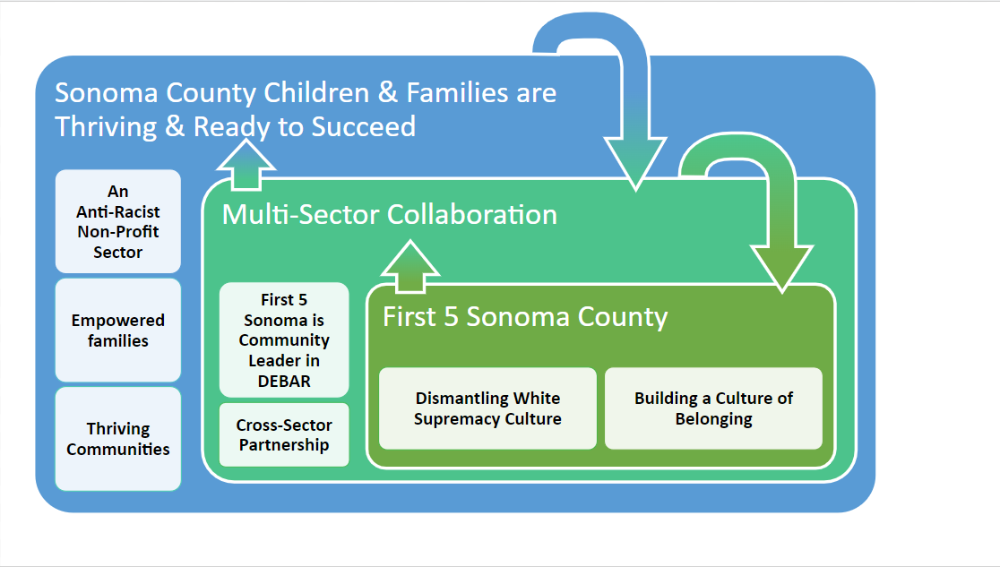 Sonoma County Children & Families are
Thriving & Ready to Succeed
An
Anti-Racist
Non-Profit
Sector
Empowered
families
Thriving
Communities
Multi-Sector Collaboration
First 5
Sonoma is
Community
Leader in
DEBAR
Cross-Sector
Partnership
First 5 Sonoma County
Dismantling White
Supremacy Culture
Building a Culture of
Belonging